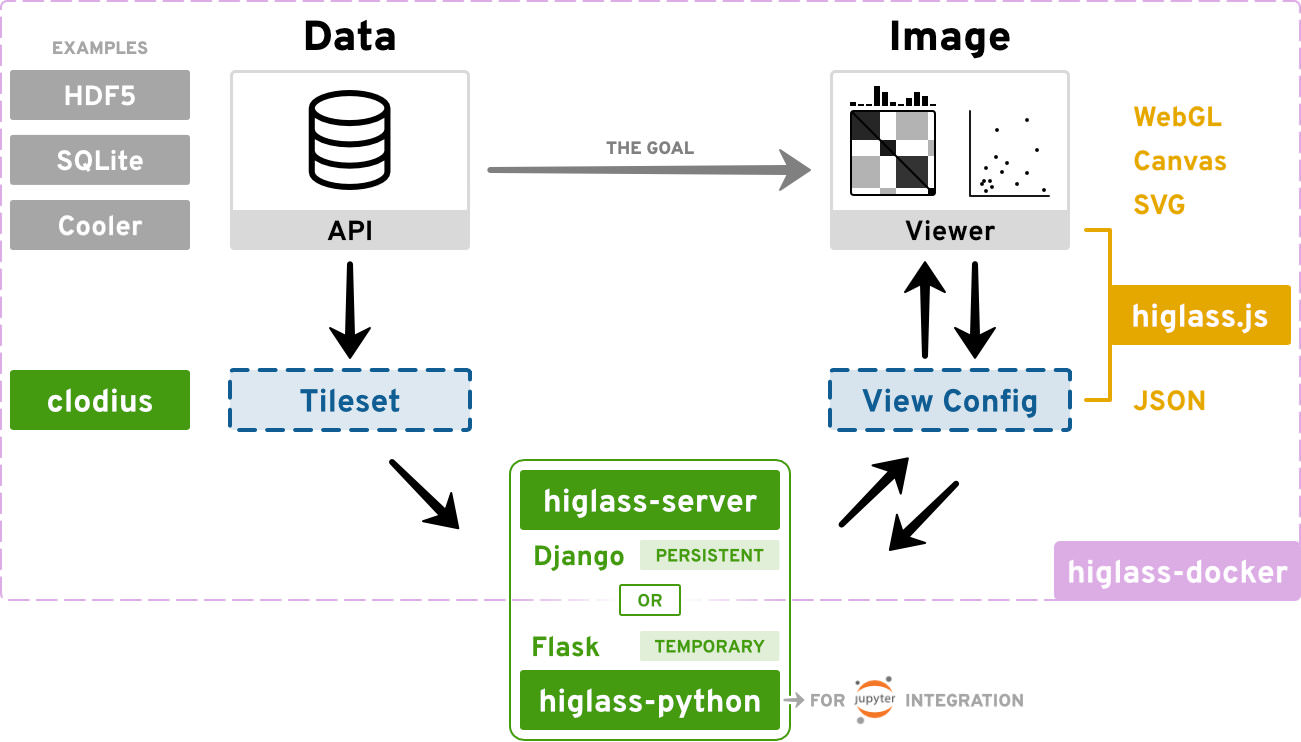 Data
Image
EXAMPLES
HDF5
SQLite
Cooler
API
THE GOAL
Viewer
WebGL
Canvas
SVG
higlass.js
JSON
clodius
Tileset
View Config
higlass-server
Django PERSISTENT
OR
Flask TEMPORARY
higlass-python
FOR jupyter INTEGRATION
higlass-docker